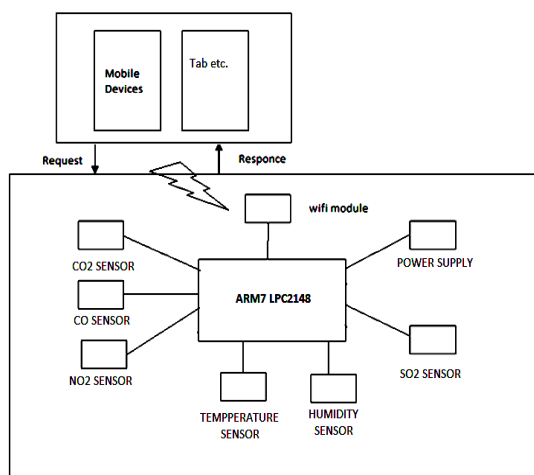 Mobile
Devices
Tab etc.
Request
Responce
wifi module
CO2 SENSOR
POWER SUPPLY
ARM7 LPC2148
CO SENSOR
NO2 SENSOR
SO2 SENSOR
TEMPPERATURE
SENSOR
HUMIDITY
SENSOR